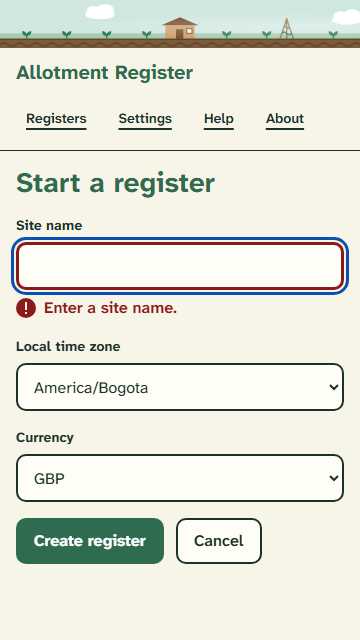 Allotment Register
Registers Settings Help About
Start a register
Site name
! Enter a site name.
Local time zone
America/Bogota
Currency
GBP
Create register Cancel